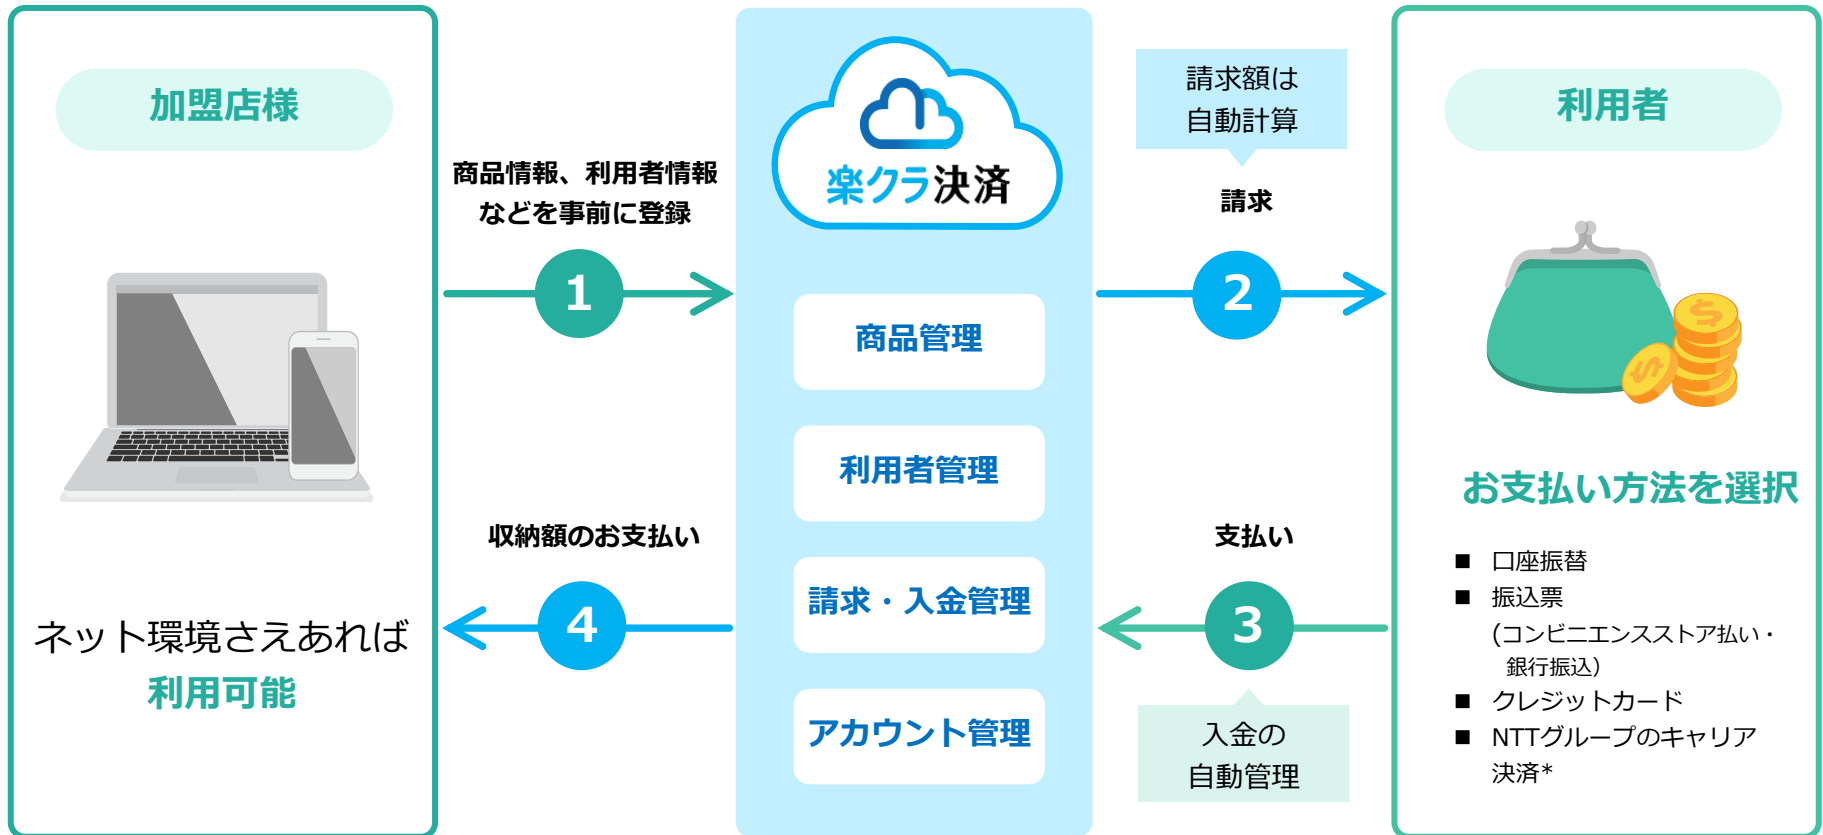 加盟店様
ネット環境さえあれば
利用可能
商品情報、利用者情報
などを事前に登録
1
収納額のお支払い
4
楽クラ決済
商品管理
利用者管理
請求・入金管理
アカウント管理
請求額は
自動計算
請求
2
支払い
3
入金の
自動管理
利用者
お支払い方法を選択
■ 口座振替
■ 振込票
(コンビニエンスストア払い・
銀行振込）
■ クレジットカード
■ NTTグループのキャリア
決済*